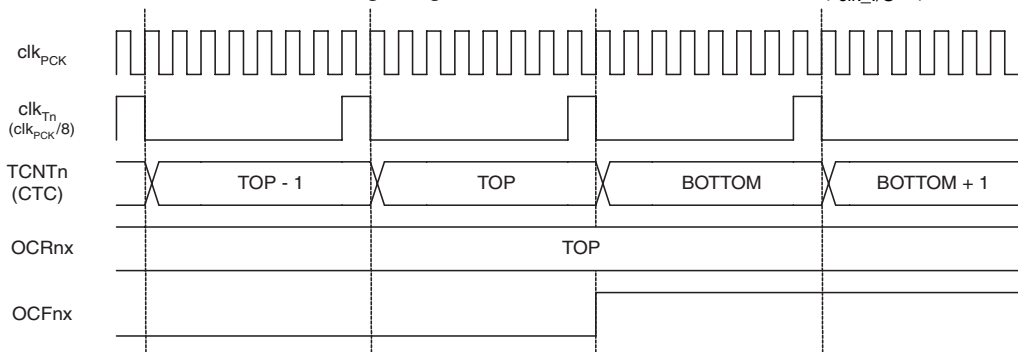 clkPCK
clkTn
(clkPCK/8)
TCNTn
(CTC)
TOP - 1
TOP
BOTTOM
BOTTOM + 1
OCRnx
TOP
OCFnx